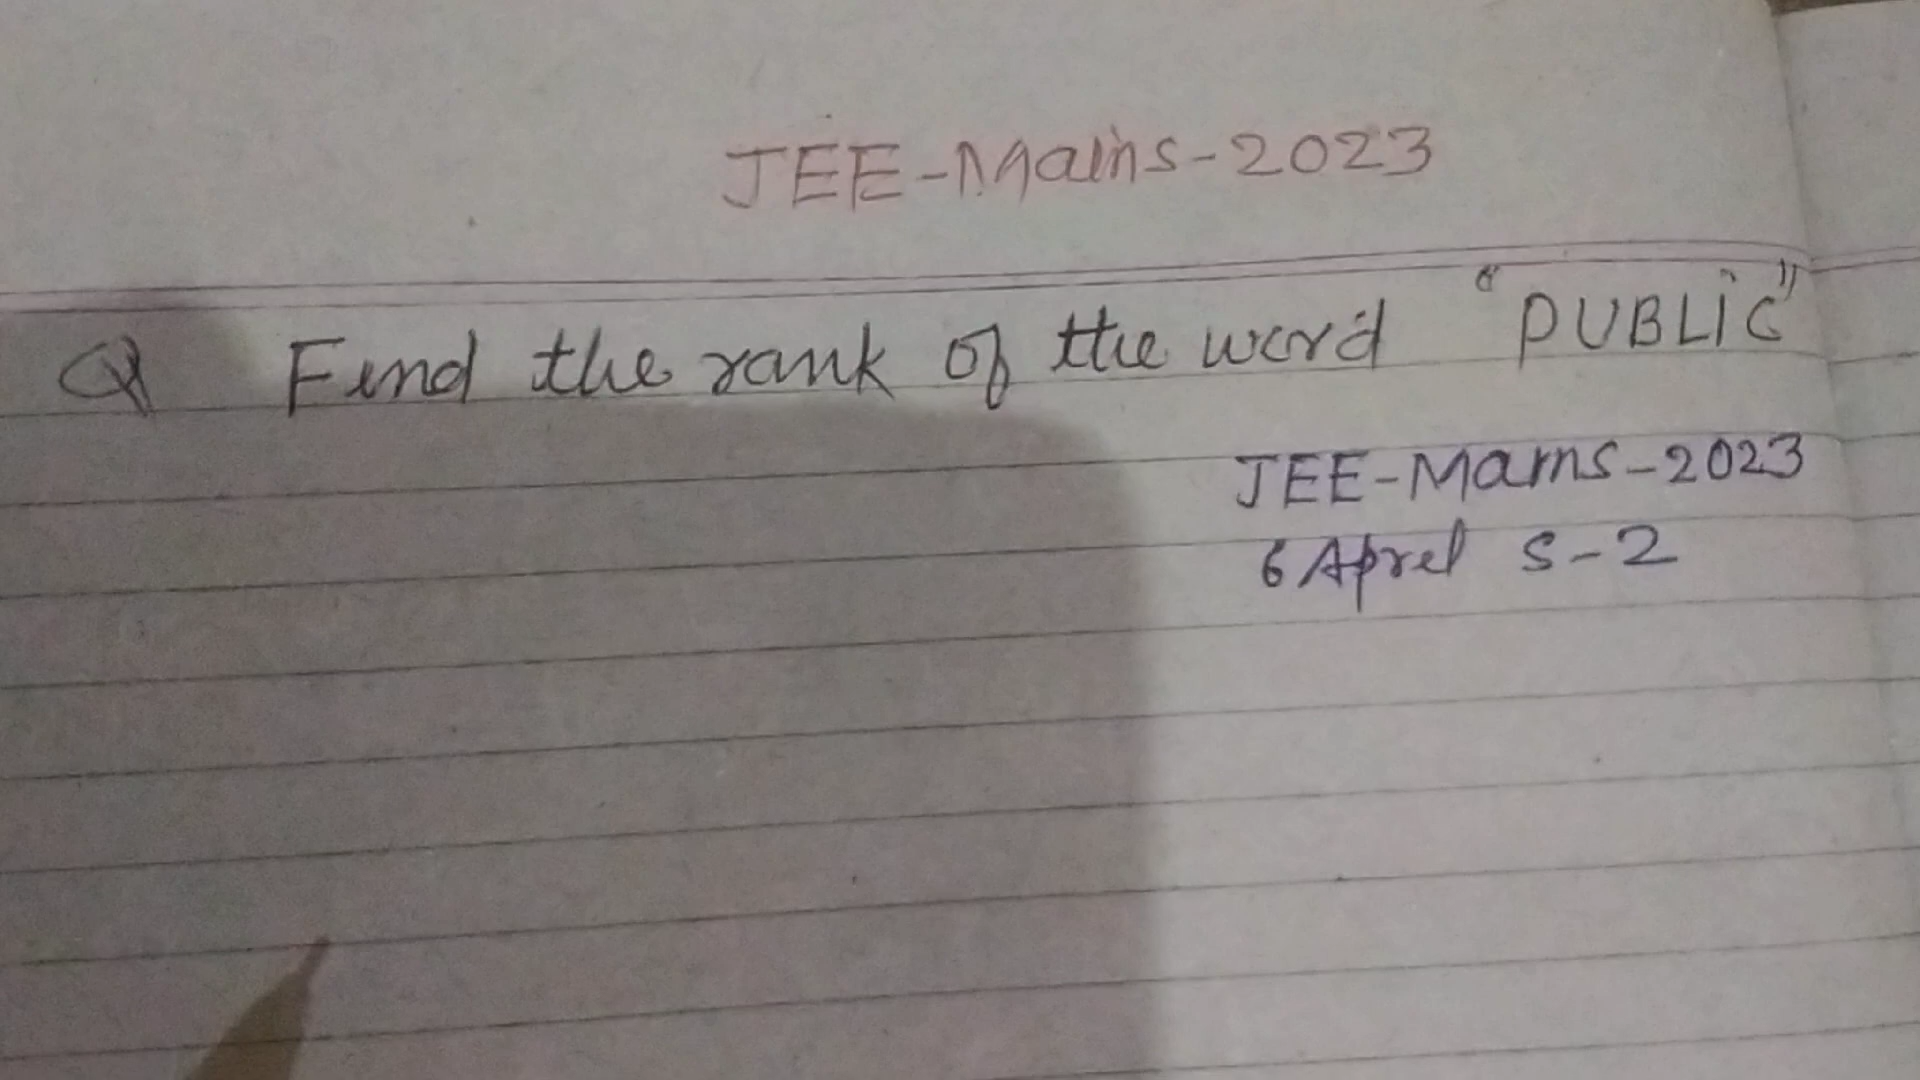 JEE-Mains-2023
Q Find the rank of the word "PUBLiC"
JEE-Mains-2023
6 April S-2